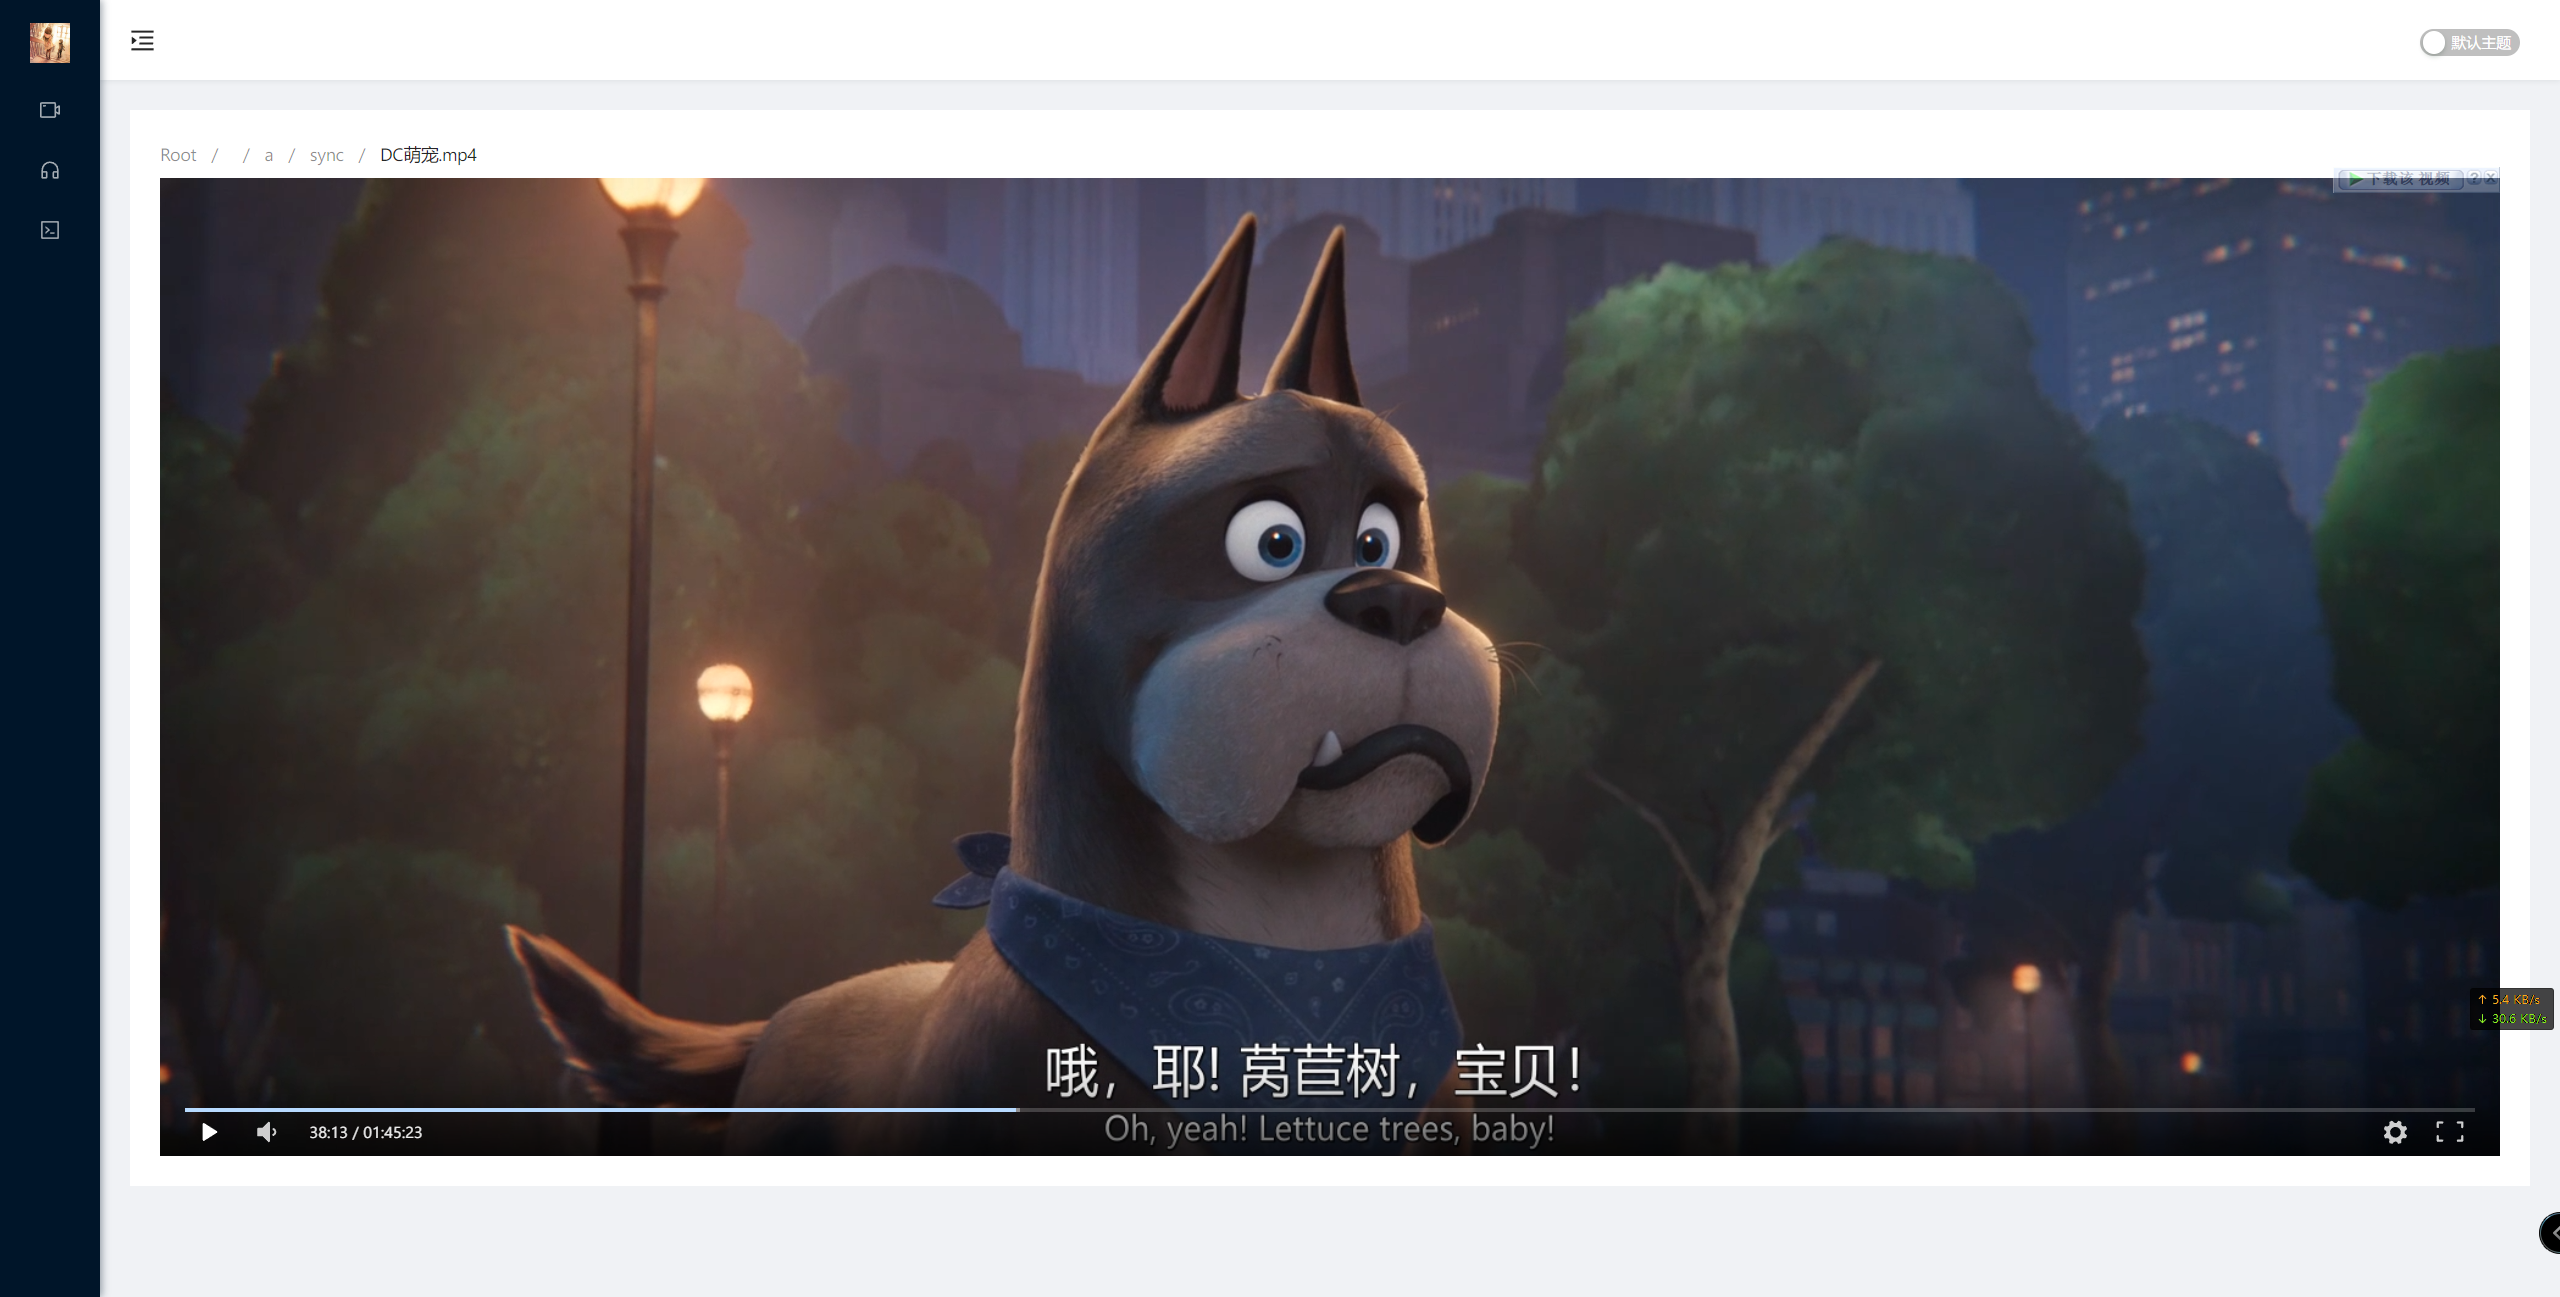 默认主题
Root / / a / sync / DC萌宠.mp4
下载该 视频 ? X
↑ 5.4 KB/s
↓ 30.6 KB/s
哦，耶！莴苣树，宝贝！
Oh, yeah! Lettuce trees, baby!
38:13 / 01:45:23